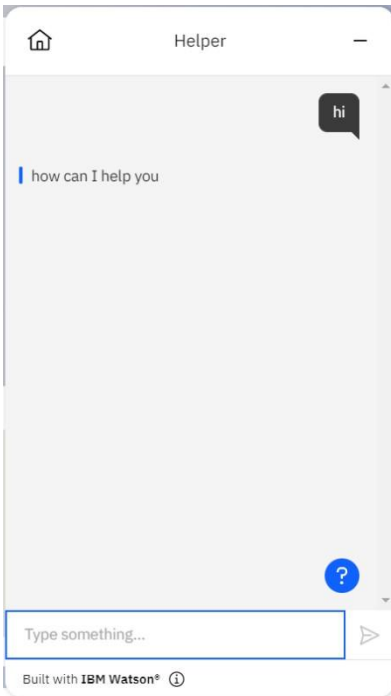 Helper
hi
how can I help you
?
Type something...
Built with IBM Watson®